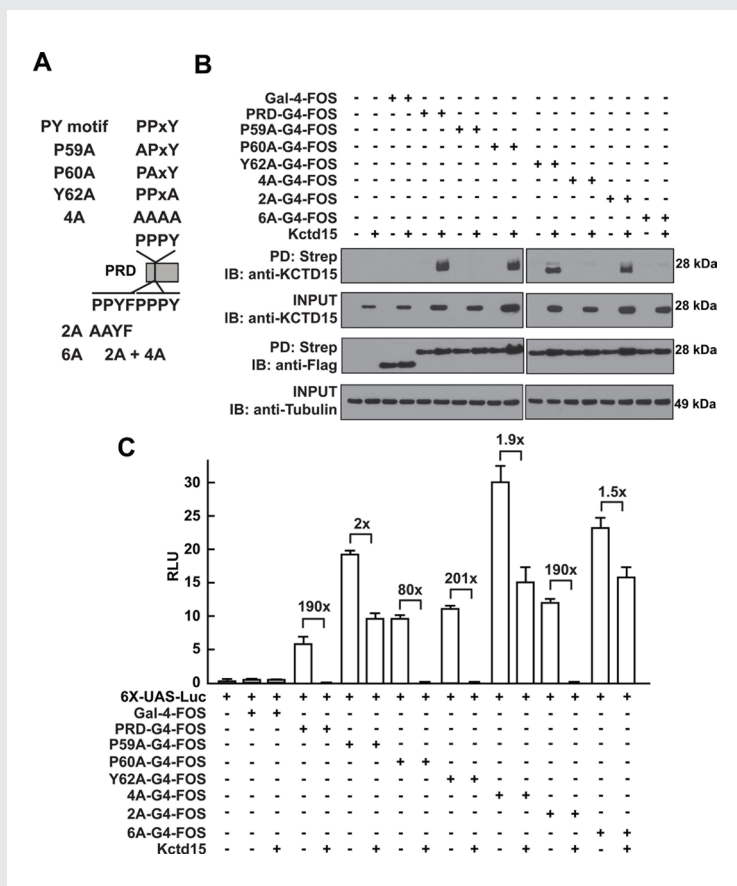 A
PY motif PPxY
P59A APxY
P60A PAxY
Y62A PPxA
4A AAAA
PPPY
PRD
PPYFPPPY
2A AAYF
6A 2A + 4A
B
Gal-4-FOS - - + + - - - - - - - - - - - - - -
PRD-G4-FOS - - - - + + - - - - - - - - - - - -
P59A-G4-FOS - - - - - - + + - - - - - - - - - -
P60A-G4-FOS - - - - - - - - + + - - - - - - - -
Y62A-G4-FOS - - - - - - - - - - + + - - - - - -
4A-G4-FOS - - - - - - - - - - - - + + - - - -
2A-G4-FOS - - - - - - - - - - - - - - + + - -
6A-G4-FOS - - - - - - - - - - - - - - - - + +
Kctd15 - + - + - + - + - + - + - + - + - +
PD: Strep
IB: anti-KCTD15
28 kDa
INPUT
IB: anti-KCTD15
28 kDa
PD: Strep
IB: anti-Flag
28 kDa
INPUT
IB: anti-Tubulin
49 kDa
C
RLU
30
25
20
15
10
5
0
190x
2x
80x
201x
1.9x
190x
1.5x
6X-UAS-Luc + + + + + + + + + + + + + + + + +
Gal-4-FOS - + + - - - - - - - - - - - - - -
PRD-G4-FOS - - - + + - - - - - - - - - - - -
P59A-G4-FOS - - - - - + + - - - - - - - - - -
P60A-G4-FOS - - - - - - - + + - - - - - - - -
Y62A-G4-FOS - - - - - - - - - + + - - - - - -
4A-G4-FOS - - - - - - - - - - - + + - - - -
2A-G4-FOS - - - - - - - - - - - - - + + - -
6A-G4-FOS - - - - - - - - - - - - - - - + +
Kctd15 - - + - + - + - + - + - + - + - +